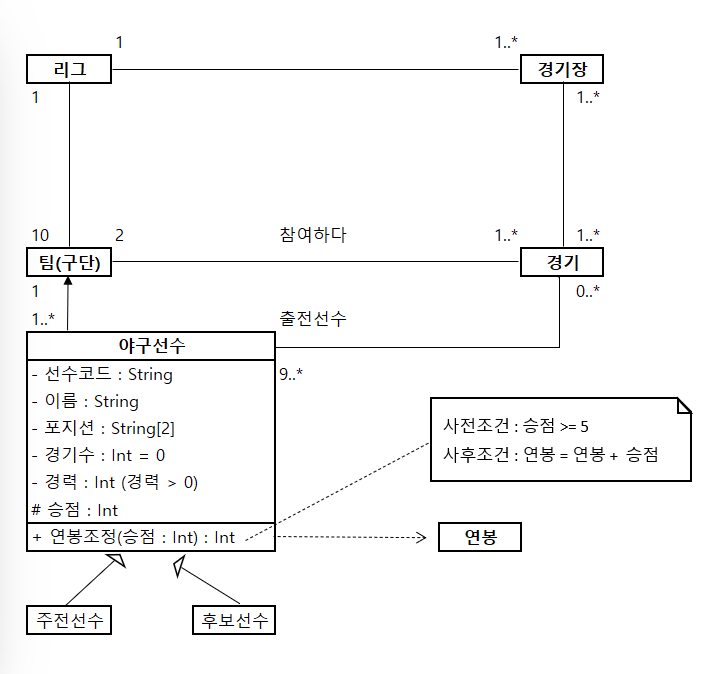 1
1..*
리그
경기장
1
1..*
10
2
참여하다
1..*
1..*
팀(구단)
경기
1
0..*
1..*
출전선수
야구선수
9..*
- 선수코드 : String
- 이름 : String
- 포지션 : String[2]
- 경기수 : Int = 0
- 경력 : Int (경력 > 0)
# 승점 : Int
+ 연봉조정(승점 : Int) : Int
사전조건 : 승점 >= 5
사후조건 : 연봉 = 연봉 + 승점
연봉
주전선수
후보선수